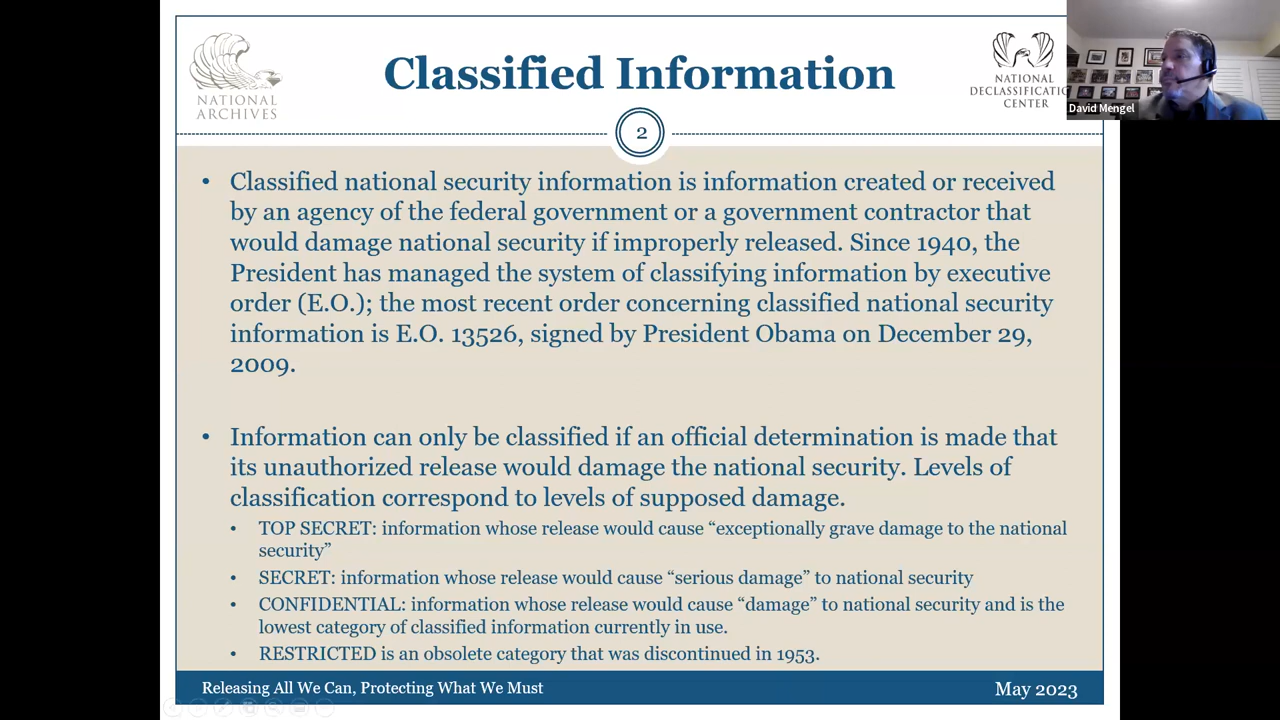 NATIONAL
ARCHIVES
Classified Information
NATIONAL
DECLASSIFICATIO
CENTER
David Mengel
2
• Classified national security information is information created or received
by an agency of the federal government or a government contractor that
would damage national security if improperly released. Since 1940, the
President has managed the system of classifying information by executive
order (E.O.); the most recent order concerning classified national security
information is E.O. 13526, signed by President Obama on December 29,
2009.
• Information can only be classified if an official determination is made that
its unauthorized release would damage the national security. Levels of
classification correspond to levels of supposed damage.
• TOP SECRET: information whose release would cause “exceptionally grave damage to the national
security”
• SECRET: information whose release would cause “serious damage” to national security
• CONFIDENTIAL: information whose release would cause “damage” to national security and is the
lowest category of classified information currently in use.
• RESTRICTED is an obsolete category that was discontinued in 1953.
Releasing All We Can, Protecting What We Must
May 2023